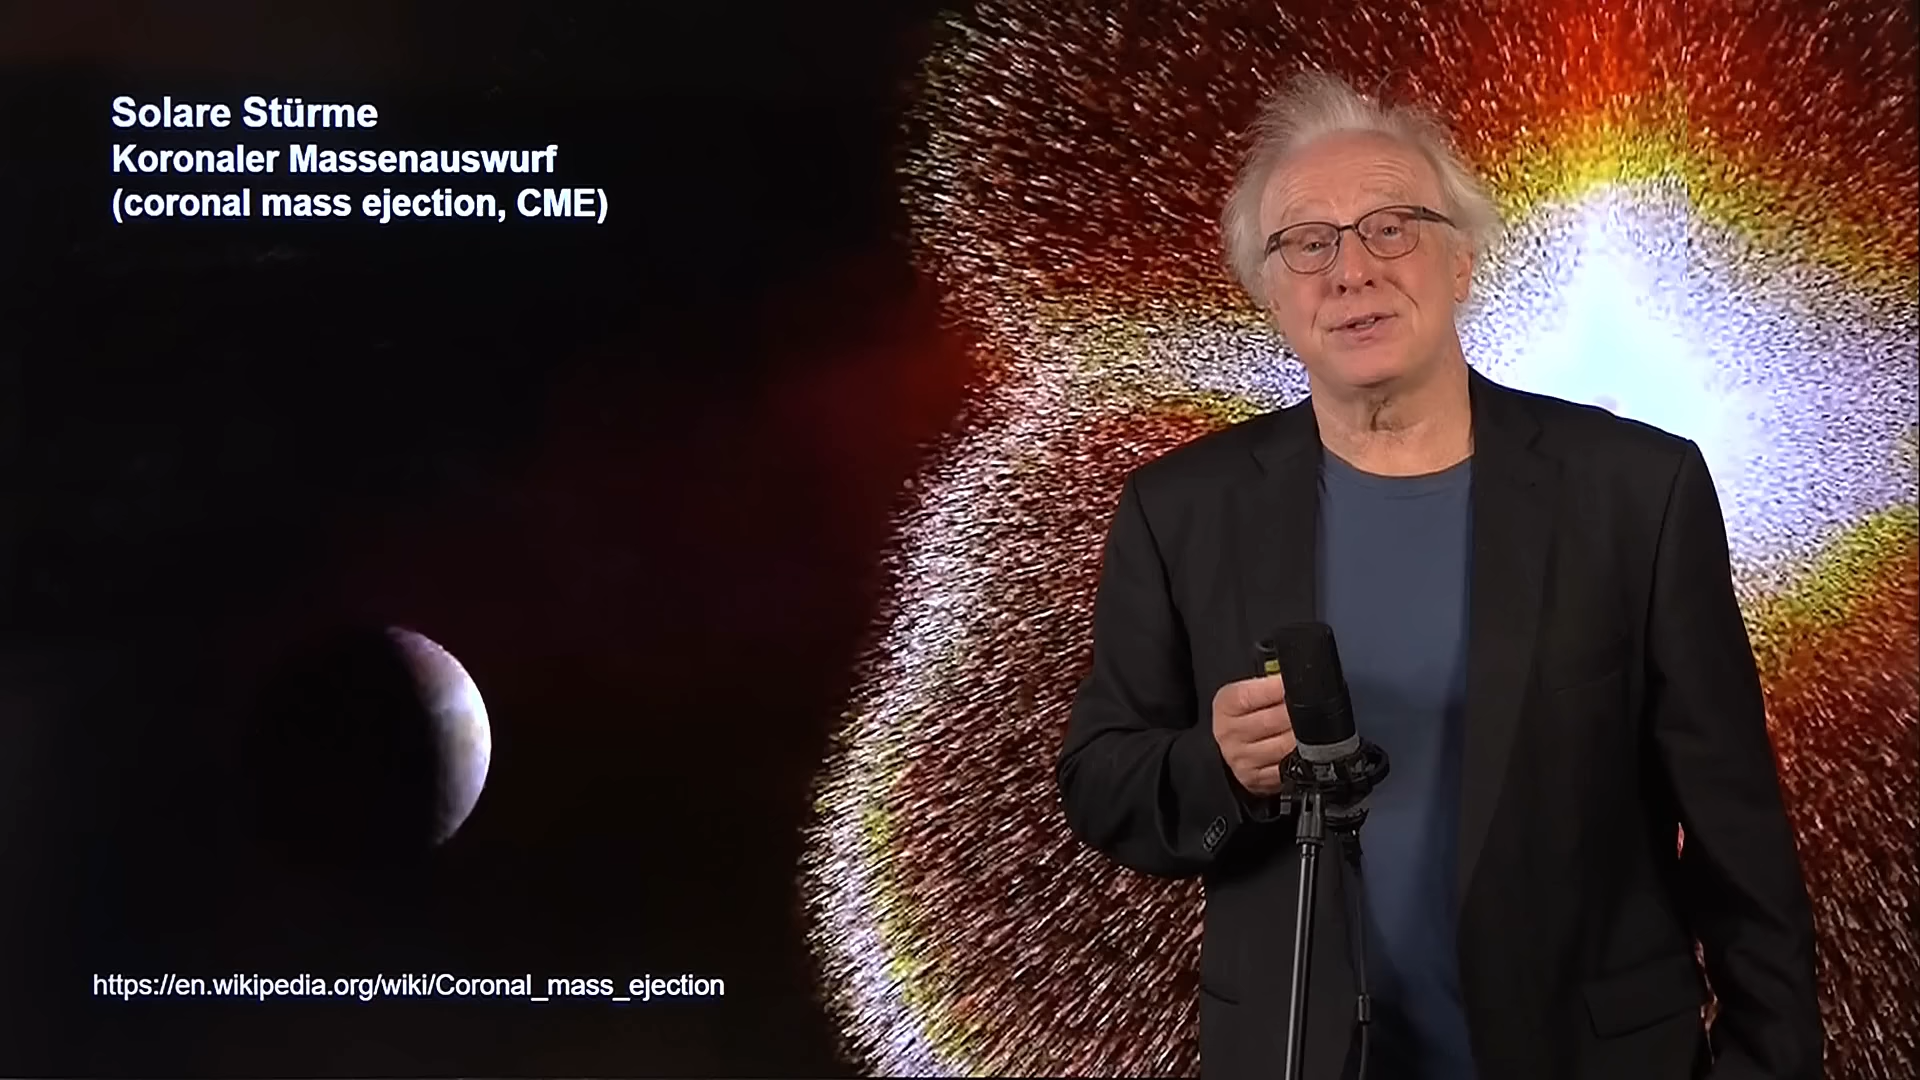 Solare Stürme
Koronaler Massenauswurf
(coronal mass ejection, CME)
https://en.wikipedia.org/wiki/Coronal_mass_ejection